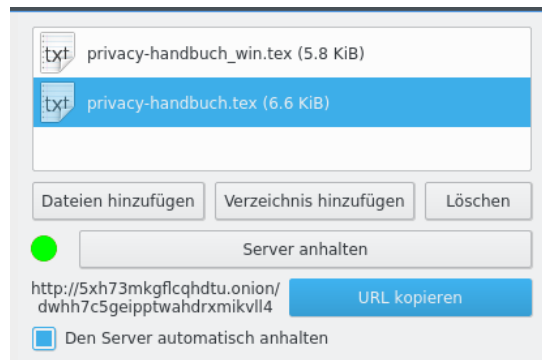 txt privacy-handbuch_win.tex (5.8 KiB)
txt privacy-handbuch.tex (6.6 KiB)
Dateien hinzufügen Verzeichnis hinzufügen Löschen
Server anhalten
http://5xh73mkgflcqhdtu.onion/
dwhh7c5geipptwahdrxmikvll4
URL kopieren
Den Server automatisch anhalten